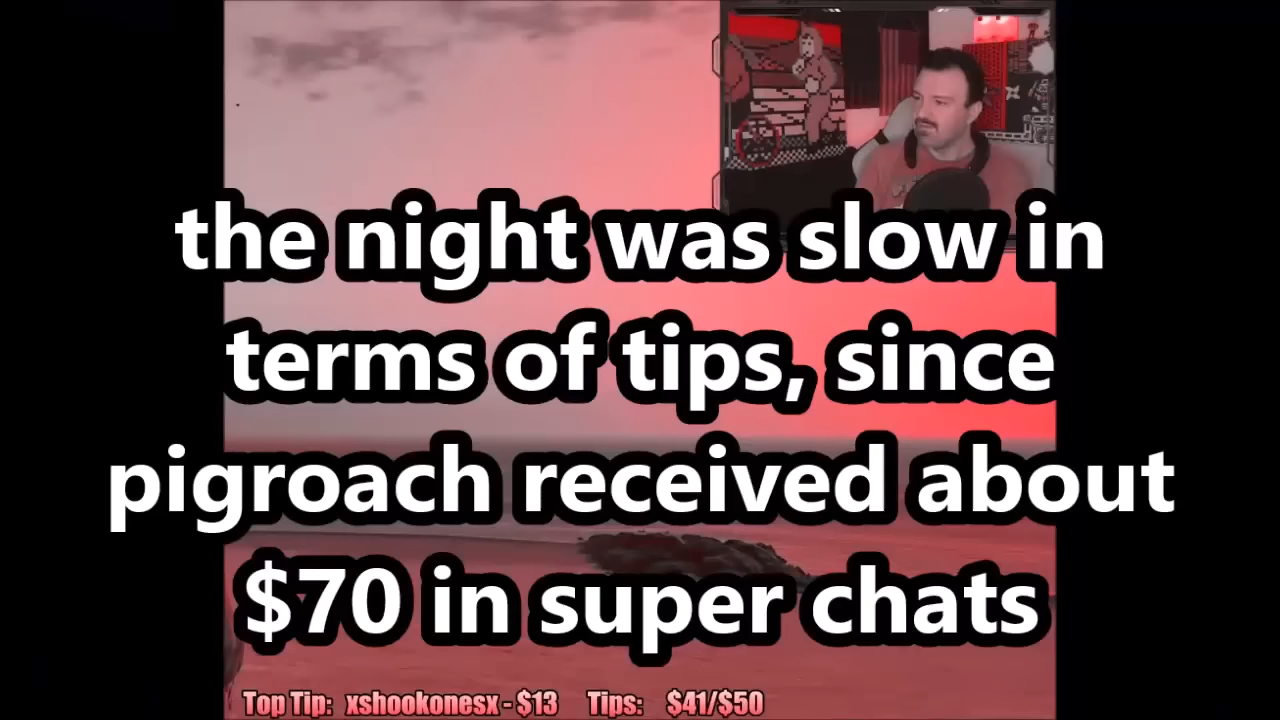 the night was slow in
terms of tips, since
pigroach received about
$70 in super chats
Top Tip: xshookonesx - $13 Tips: $41/$50